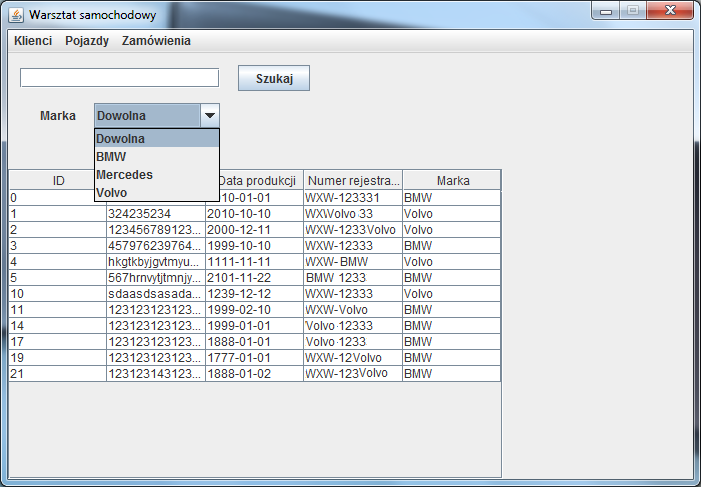 Warsztat samochodowy
Klienci Pojazdy Zamówienia
Szukaj
Marka Dowolna
Dowolna
BMW
Mercedes
Volvo
ID Data produkcji Numer rejestra... Marka
0 10-01-01 WXW-123331 BMW
1 324235234 2010-10-10 WXWVolvo 33 Volvo
2 123456789123... 2000-12-11 WXW-1233Volvo Volvo
3 457976239764... 1999-10-10 WXW-12333 BMW
4 hkgtkbyjgvtmyu... 1111-11-11 WXW- BMW Volvo
5 567hrnvytjtmnjy... 2101-11-22 BMW 1233 BMW
10 sdaasdsasada... 1239-12-12 WXW-12333 Volvo
11 123123123123... 1999-02-10 WXW-Volvo BMW
14 123123123123... 1999-01-01 Volvo 12333 BMW
17 123123123123... 1888-01-01 Volvo 1233 BMW
19 123123123123... 1777-01-01 WXW-12Volvo BMW
21 123123143123... 1888-01-02 WXW-123Volvo BMW